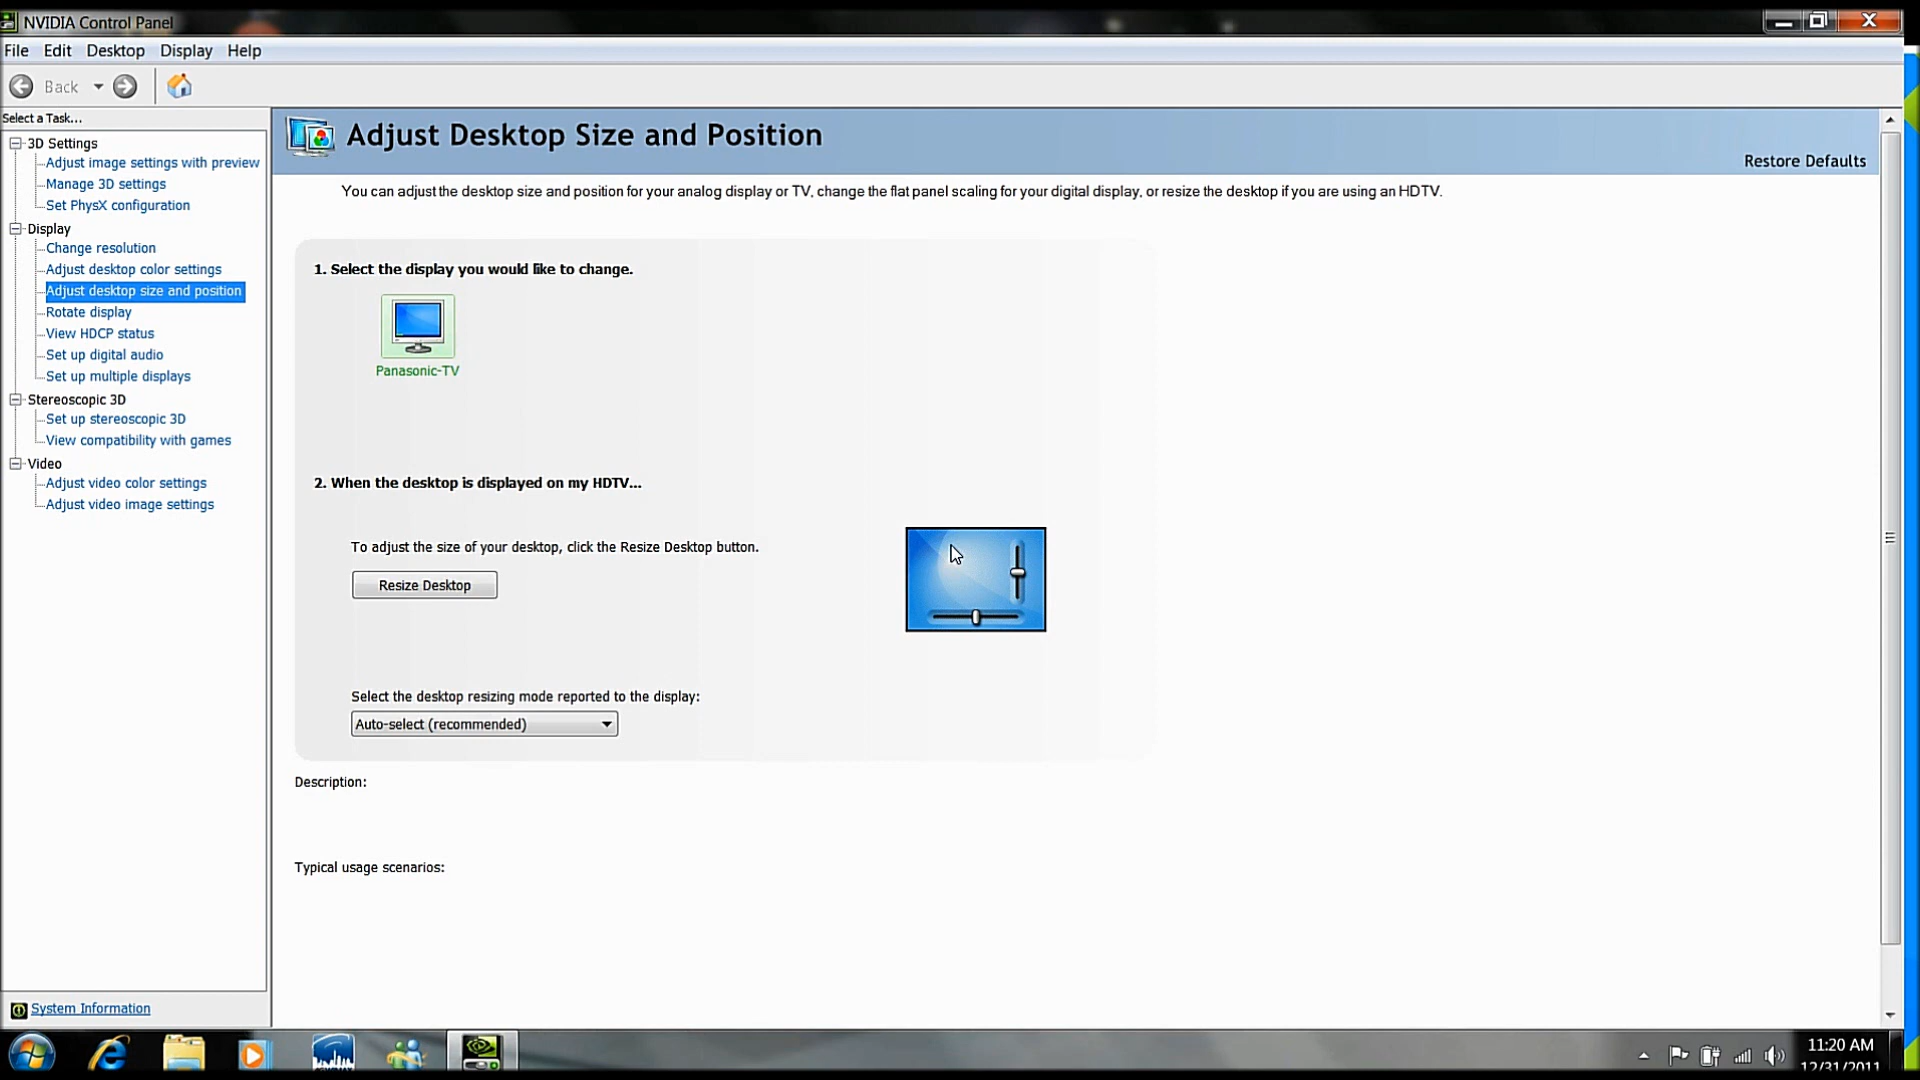 NVIDIA Control Panel
File Edit Desktop Display Help
Back
Select a Task...
3D Settings
Adjust image settings with preview
Manage 3D settings
Set PhysX configuration
Display
Change resolution
Adjust desktop color settings
Adjust desktop size and position
Rotate display
View HDCP status
Set up digital audio
Set up multiple displays
Stereoscopic 3D
Set up stereoscopic 3D
View compatibility with games
Video
Adjust video color settings
Adjust video image settings
System Information
Adjust Desktop Size and Position
Restore Defaults
You can adjust the desktop size and position for your analog display or TV, change the flat panel scaling for your digital display, or resize the desktop if you are using an HDTV.
1. Select the display you would like to change.
Panasonic-TV
2. When the desktop is displayed on my HDTV...
To adjust the size of your desktop, click the Resize Desktop button.
Resize Desktop
Select the desktop resizing mode reported to the display:
Auto-select (recommended)
Description:
Typical usage scenarios:
11:20 AM
12/31/2011